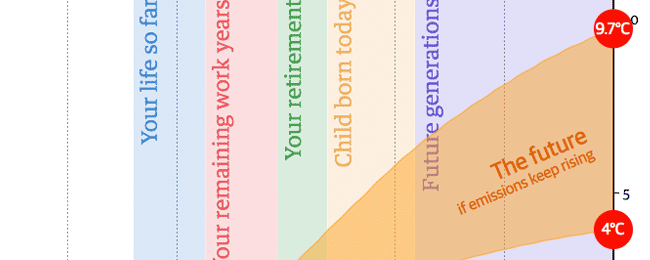 Your life so far
our remaining work years
Your retirement
Child born today
Future generations
9.7°C
The future
if emissions keep rising
5
4°C